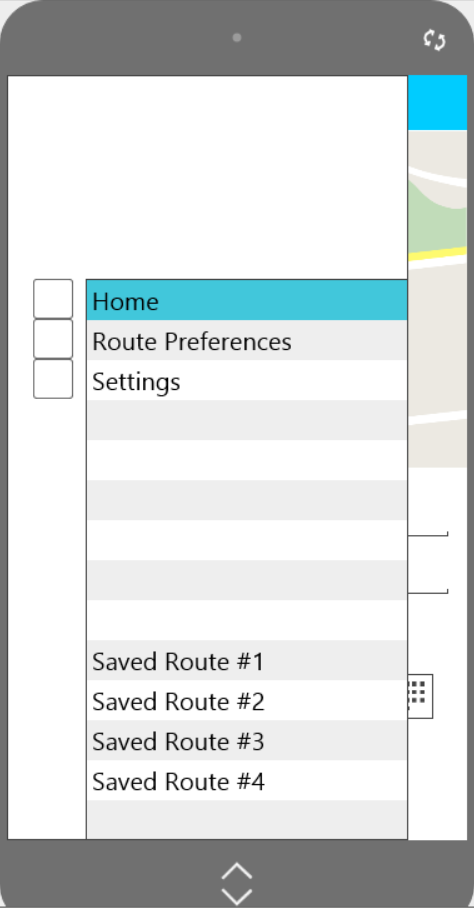 Home
Route Preferences
Settings
Saved Route #1
Saved Route #2
Saved Route #3
Saved Route #4